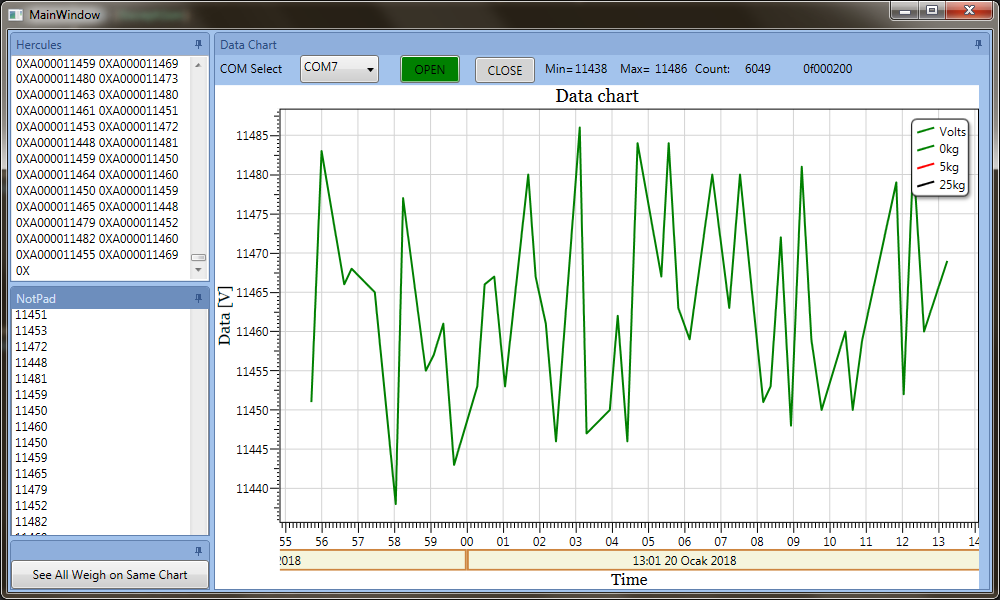 MainWindow
Hercules
0XA000011459 0XA000011469
0XA000011480 0XA000011473
0XA000011463 0XA000011480
0XA000011461 0XA000011451
0XA000011453 0XA000011472
0XA000011448 0XA000011481
0XA000011459 0XA000011450
0XA000011464 0XA000011460
0XA000011450 0XA000011459
0XA000011465 0XA000011448
0XA000011479 0XA000011452
0XA000011482 0XA000011460
0XA000011455 0XA000011469
0X
NotPad
11451
11453
11472
11448
11481
11459
11450
11460
11450
11459
11465
11479
11452
11482
See All Weigh on Same Chart
Data Chart
COM Select COM7 OPEN CLOSE Min= 11438 Max= 11486 Count: 6049 0f000200
Data chart
Volts
0kg
5kg
25kg
Data [V]
11485
11480
11475
11470
11465
11460
11455
11450
11445
11440
55 56 57 58 59 00 01 02 03 04 05 06 07 08 09 10 11 12 13 14
2018 13:01 20 Ocak 2018
Time